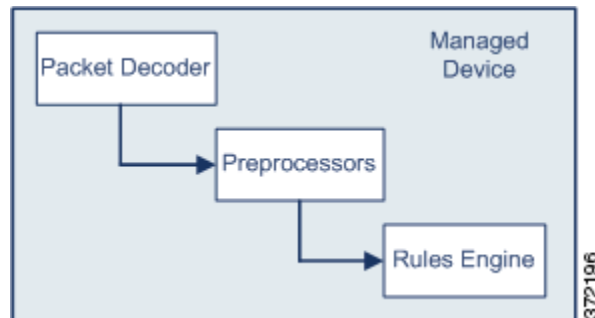 Packet Decoder
Managed
Device
Preprocessors
Rules Engine
372196